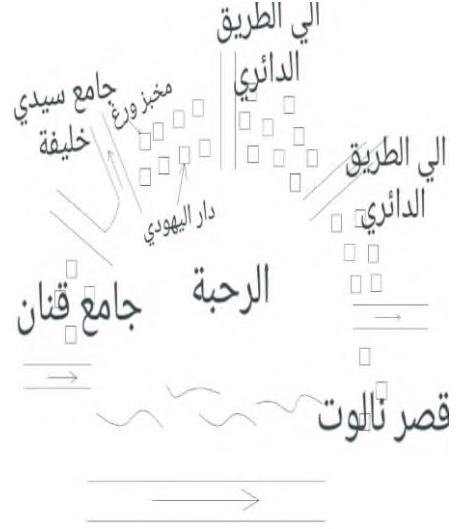 الي الطريق
الدائري
جامع سيدي
خليفة
مخبز ورغ
الي الطريق
الدائري
دار اليهودي
الرحبة
جامع قنان
قصر نالوت